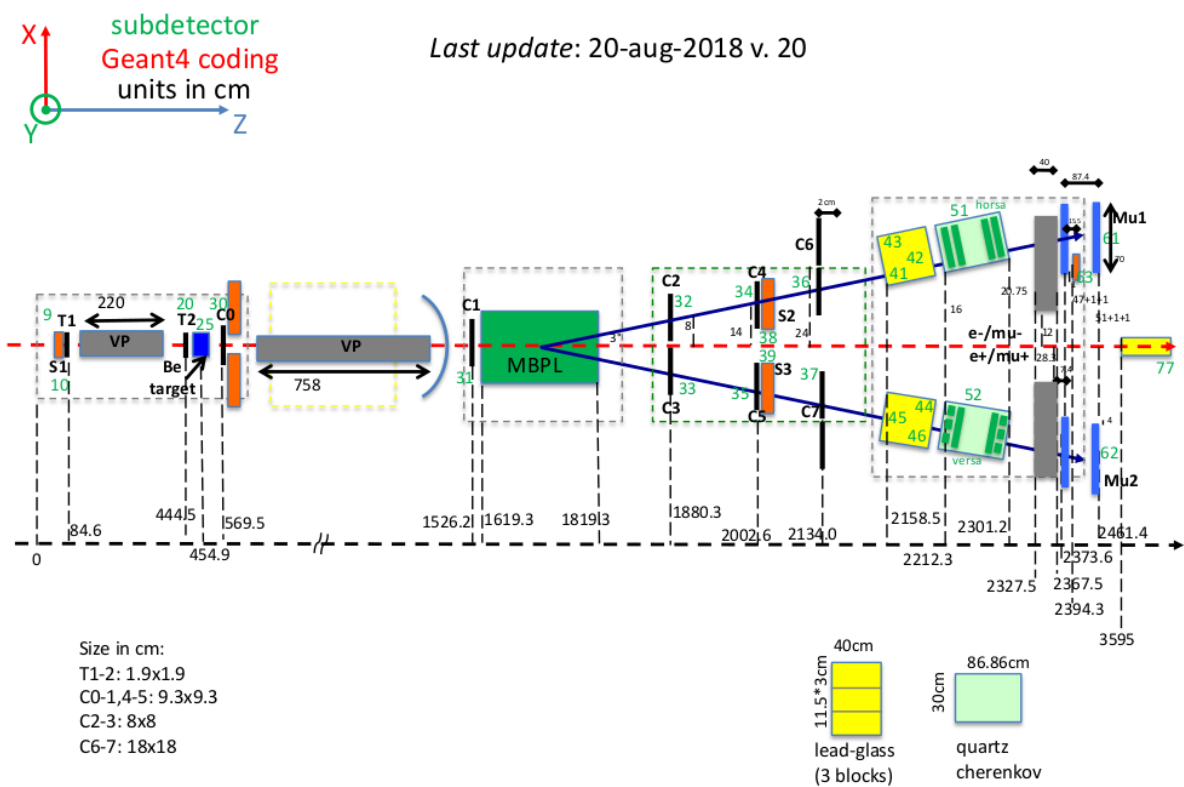 X
subdetector
Geant4 coding
units in cm
Y
Z
Last update: 20-aug-2018 v. 20
40
87.4
2 cm
51
horsa
Mu1
C6
43
42
41
15.5
61
70
63
9
T1
220
20
T2
30
C0
25
C1
C2
32
C4
34
36
S2
8
14
24
16
20.75
47+1+1
51+1+1
S1
10
VP
Be
target
VP
758
31
MBPL
3°
38
39
S3
e-/mu-
e+/mu+
12
28.3
77
33
C3
35
C5
37
C7
45
44
46
52
versa
4
62
Mu2
0
84.6
444.5
454.9
569.5
1526.2
1619.3
1819.3
1880.3
2002.6
2134.0
2158.5
2212.3
2301.2
2327.5
2367.5
2373.6
2394.3
2461.4
3595
Size in cm:
T1-2: 1.9x1.9
C0-1,4-5: 9.3x9.3
C2-3: 8x8
C6-7: 18x18
40cm
11.5*3cm
lead-glass
(3 blocks)
86.86cm
30cm
quartz
cherenkov